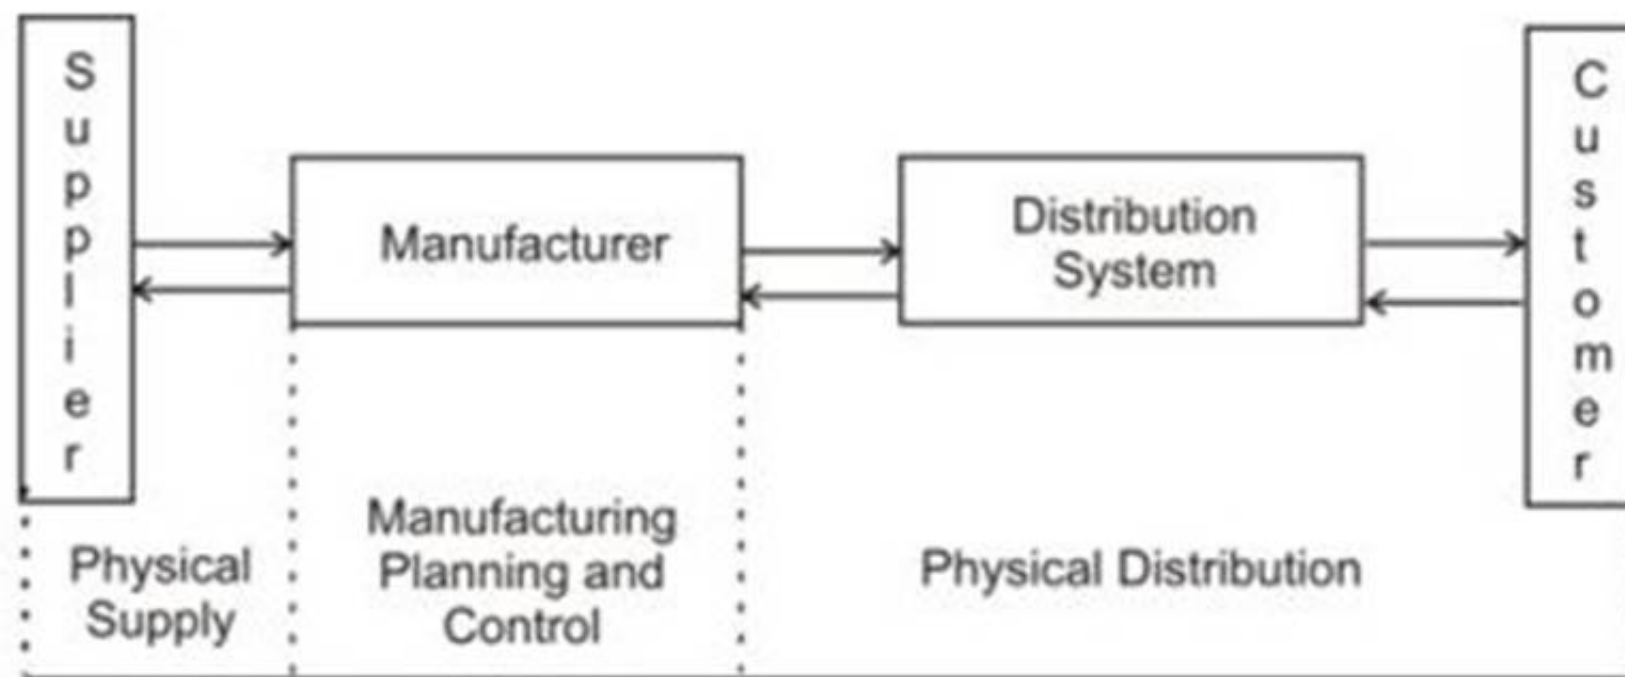 Supplier
Manufacturer
Distribution
System
Customer
Physical
Supply
Manufacturing
Planning and
Control
Physical Distribution